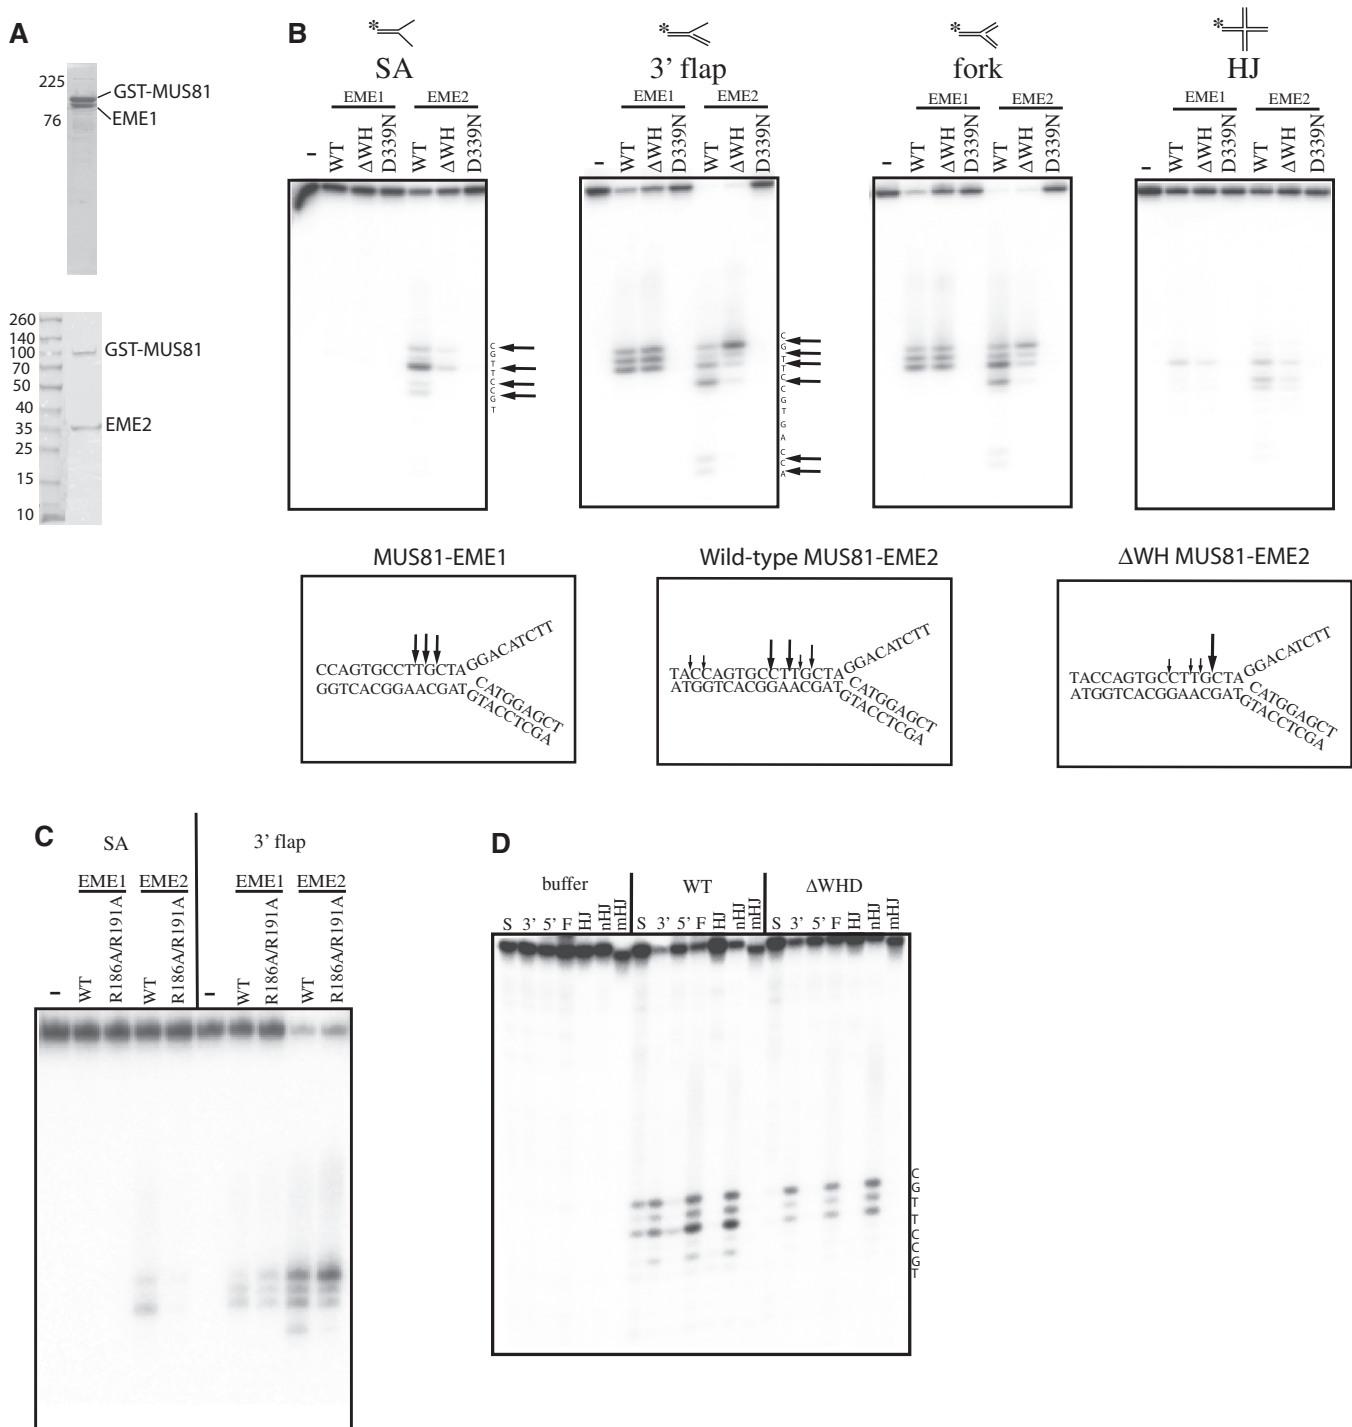 A
225
76
GST-MUS81
EME1
260
140
100
70
50
40
35
25
15
10
GST-MUS81
EME2
B
*
SA
EME1 EME2
- WT ΔWH D339N WT ΔWH D339N
C
G
T
T
C
C
G
T
*
3' flap
EME1 EME2
- WT ΔWH D339N WT ΔWH D339N
C
G
T
T
C
C
G
T
G
A
C
C
A
*
fork
EME1 EME2
- WT ΔWH D339N WT ΔWH D339N
*
HJ
EME1 EME2
- WT ΔWH D339N WT ΔWH D339N
MUS81-EME1
CCAGTGCCTTGCTA GGACATCTT
GGTCACGGAACGAT
CATGGAGCT
GTACCTCGA
Wild-type MUS81-EME2
TACCAGTGCCTTGCTA GGACATCTT
ATGGTCACGGAACGAT
CATGGAGCT
GTACCTCGA
ΔWH MUS81-EME2
TACCAGTGCCTTGCTA GGACATCTT
ATGGTCACGGAACGAT
CATGGAGCT
GTACCTCGA
C
SA 3' flap
EME1 EME2 EME1 EME2
- WT R186A/R191A WT R186A/R191A - WT R186A/R191A WT R186A/R191A
D
buffer WT ΔWHD
S 3' 5' F HJ nHJ mHJ S 3' 5' F HJ nHJ mHJ S 3' 5' F HJ nHJ mHJ
C
G
T
T
C
C
G
T